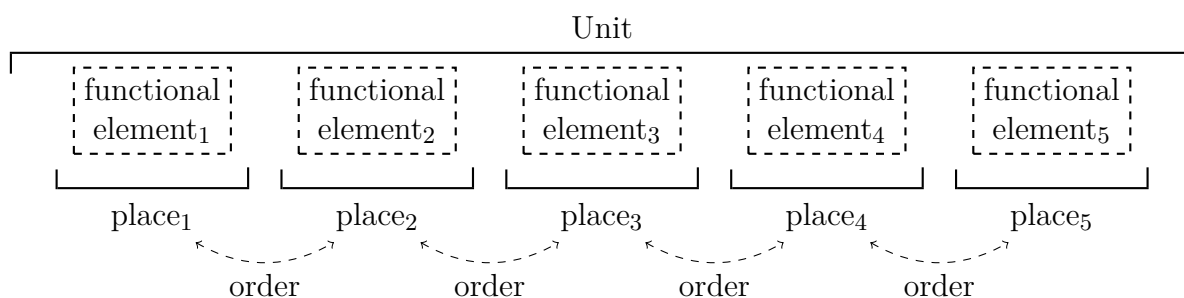 Unit
functional functional functional functional functional
element₁ element₂ element₃ element₄ element₅
place₁ place₂ place₃ place₄ place₅
order order order order